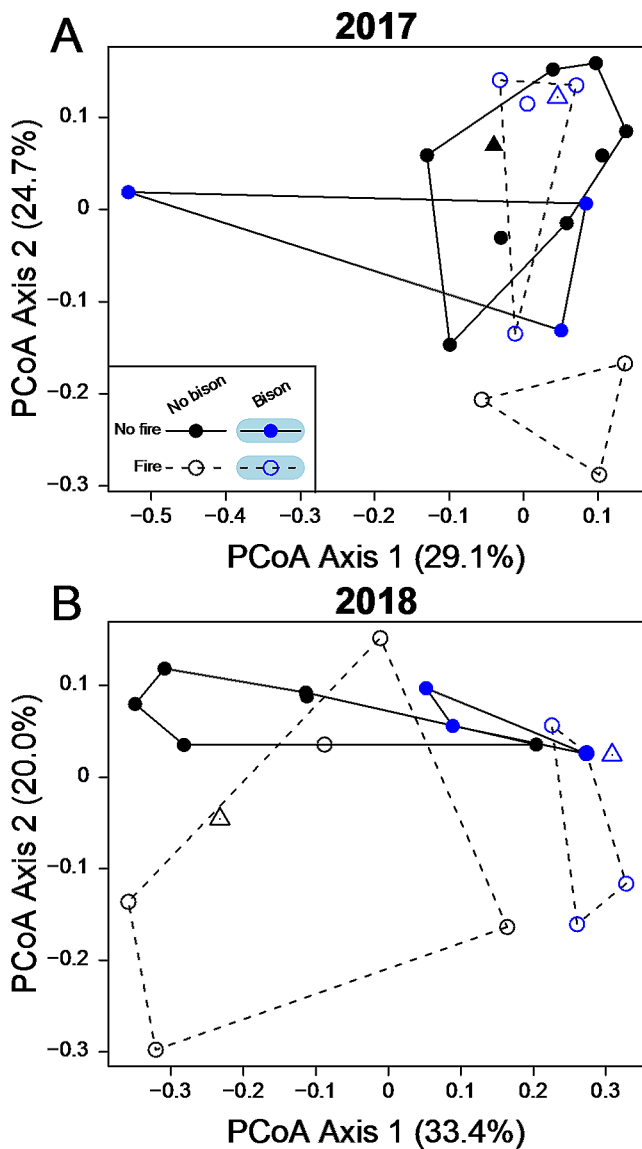 A
2017
0.1
0
−0.1
−0.2
−0.3
PCoA Axis 2 (24.7%)
No bison
Bison
No fire
Fire
−0.5
−0.4
−0.3
−0.2
−0.1
0
0.1
PCoA Axis 1 (29.1%)
B
2018
0.1
0
−0.1
−0.2
−0.3
PCoA Axis 2 (20.0%)
−0.3
−0.2
−0.1
0
0.1
0.2
0.3
PCoA Axis 1 (33.4%)